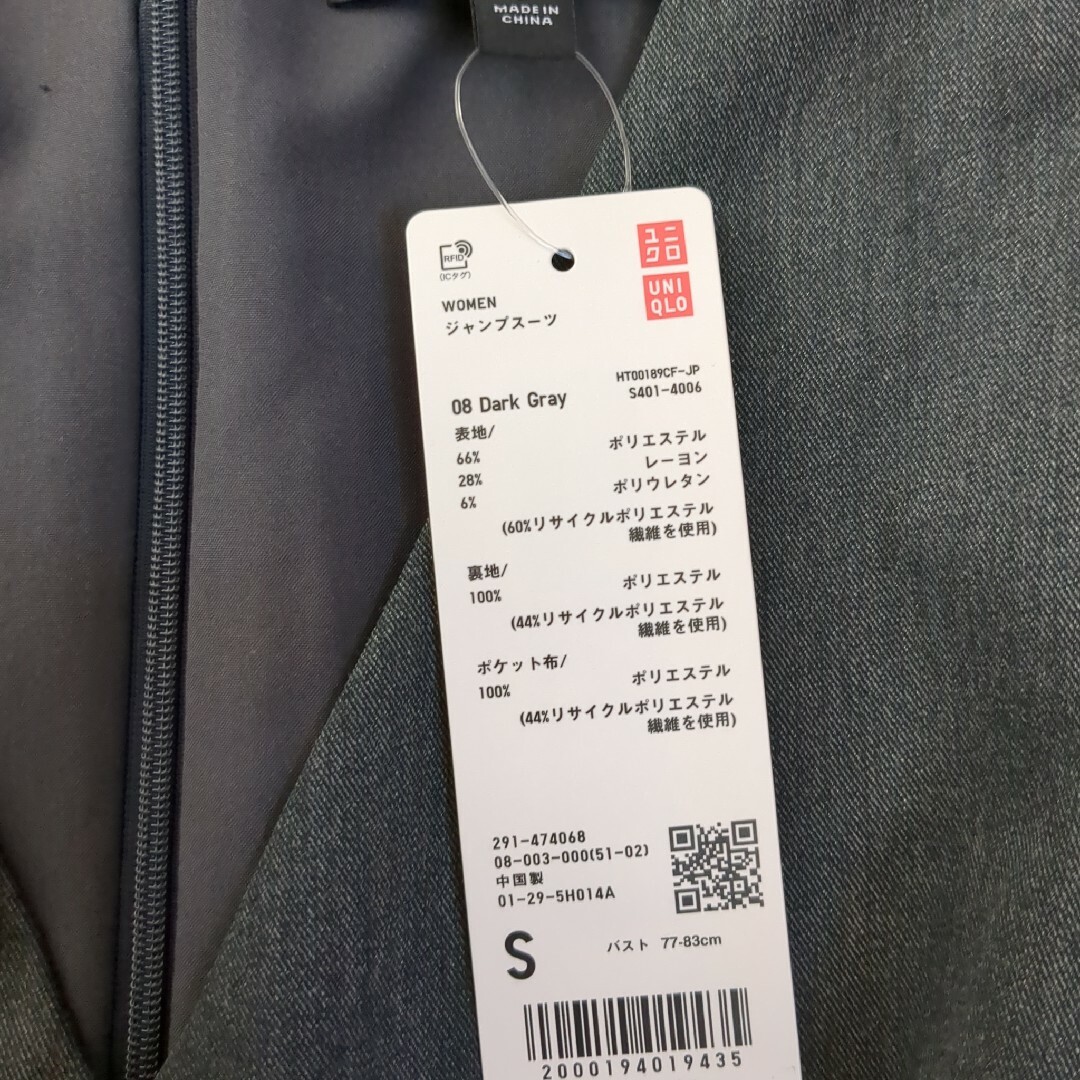 MADE IN
CHINA
RFID
(ICタグ)
ユニ
クロ
UNI
QLO
WOMEN
ジャンプスーツ
HT00189CF-JP
08 Dark Gray
S401-4006
表地/
66% ポリエステル
28% レーヨン
6% ポリウレタン
(60%リサイクルポリエステル
繊維を使用)
裏地/
100% ポリエステル
(44%リサイクルポリエステル
繊維を使用)
ポケット布/
100% ポリエステル
(44%リサイクルポリエステル
繊維を使用)
291-474068
08-003-000(51-02)
中国製
01-29-5H014A
S バスト 77-83cm
2000194019435